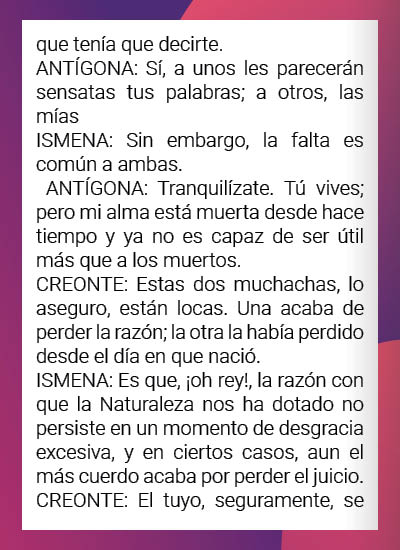 que tenía que decirte.
ANTÍGONA: Sí, a unos les parecerán
sensatas tus palabras; a otros, las
mías
ISMENA: Sin embargo, la falta es
común a ambas.
ANTÍGONA: Tranquilízate. Tú vives;
pero mi alma está muerta desde hace
tiempo y ya no es capaz de ser útil
más que a los muertos.
CREONTE: Estas dos muchachas, lo
aseguro, están locas. Una acaba de
perder la razón; la otra la había perdido
desde el día en que nació.
ISMENA: Es que, ¡oh rey!, la razón con
que la Naturaleza nos ha dotado no
persiste en un momento de desgracia
excesiva, y en ciertos casos, aun el
más cuerdo acaba por perder el juicio.
CREONTE: El tuyo, seguramente, se